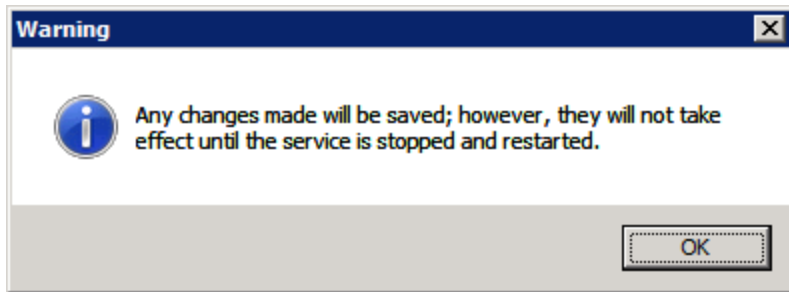 Warning
Any changes made will be saved; however, they will not take
effect until the service is stopped and restarted.
OK